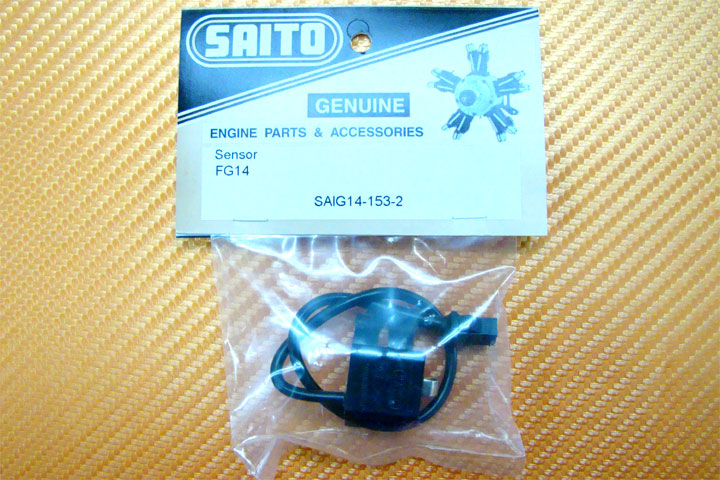 SAITO
GENUINE
ENGINE PARTS & ACCESSORIES
Sensor
FG14
SAIG14-153-2